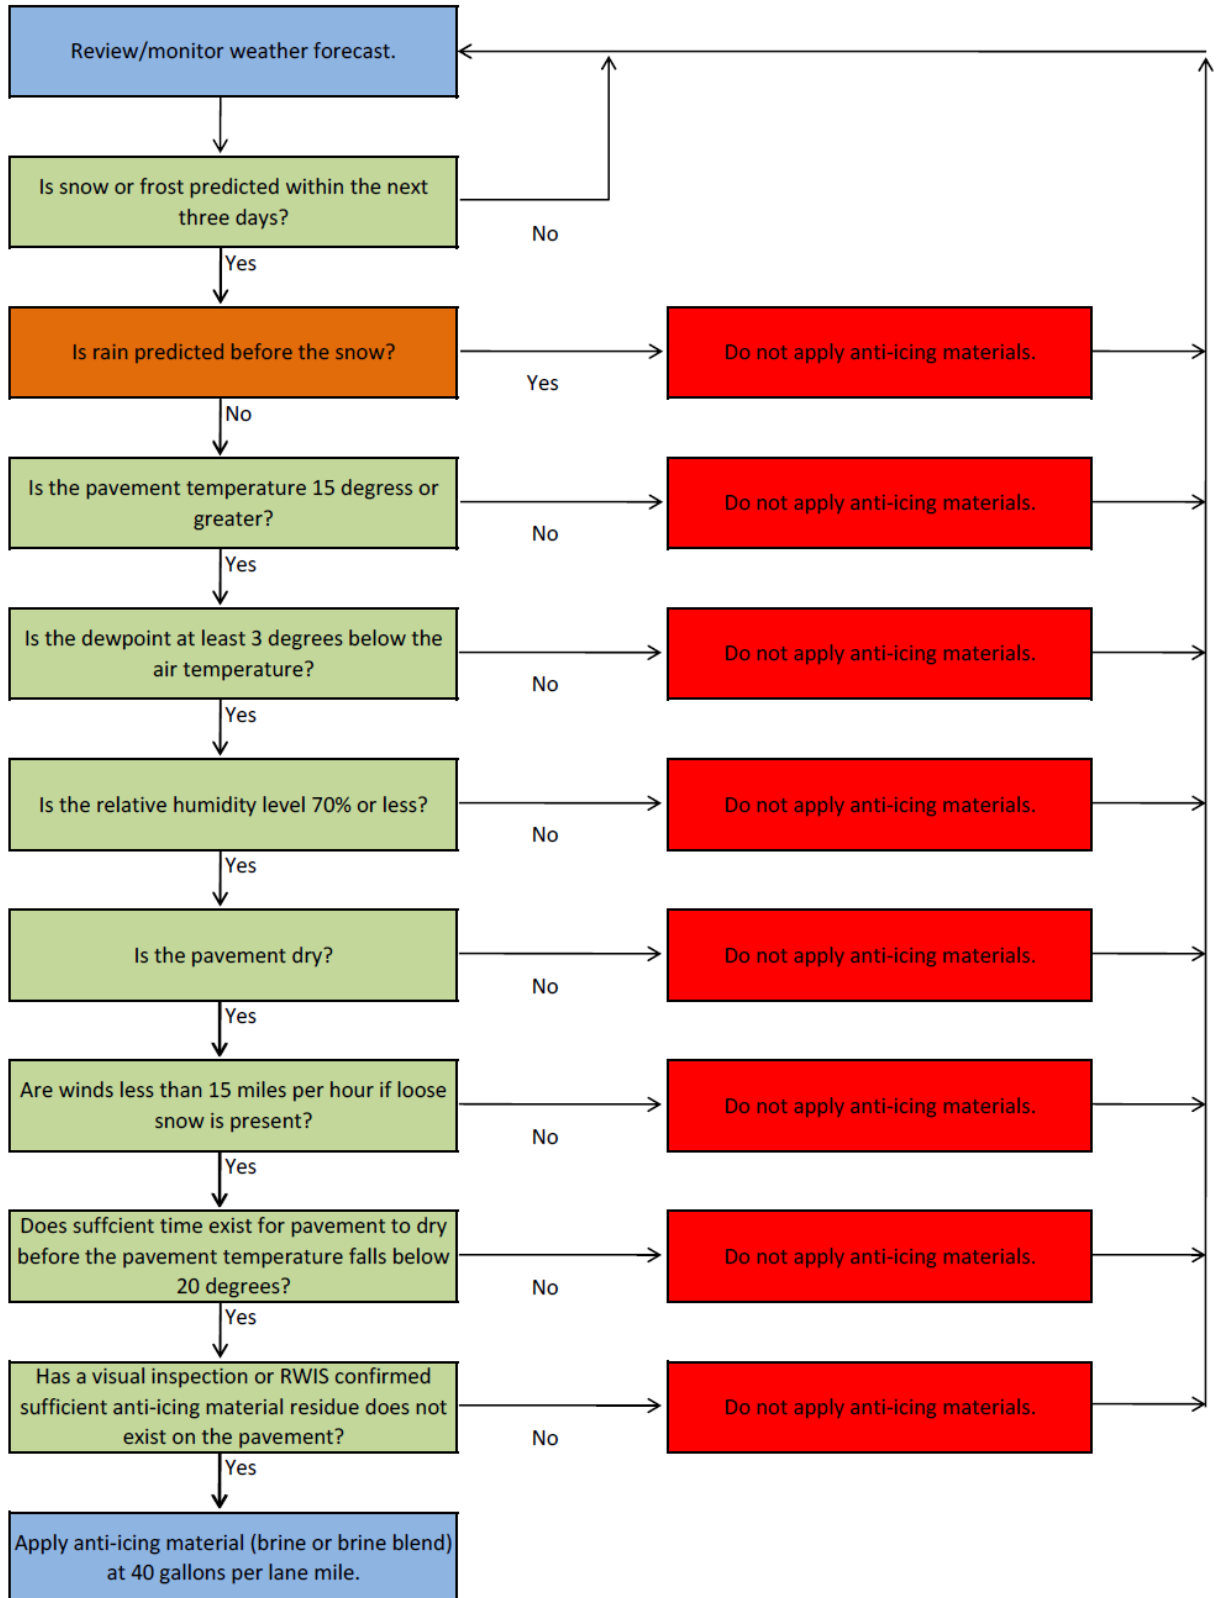 Review/monitor weather forecast.
Is snow or frost predicted within the next
three days?
No
Yes
Is rain predicted before the snow?
Do not apply anti-icing materials.
Yes
No
Is the pavement temperature 15 degress or
greater?
Do not apply anti-icing materials.
No
Yes
Is the dewpoint at least 3 degrees below the
air temperature?
Do not apply anti-icing materials.
No
Yes
Is the relative humidity level 70% or less?
Do not apply anti-icing materials.
No
Yes
Is the pavement dry?
Do not apply anti-icing materials.
No
Yes
Are winds less than 15 miles per hour if loose
snow is present?
Do not apply anti-icing materials.
No
Yes
Does suffcient time exist for pavement to dry
before the pavement temperature falls below
20 degrees?
Do not apply anti-icing materials.
No
Yes
Has a visual inspection or RWIS confirmed
sufficient anti-icing material residue does not
exist on the pavement?
Do not apply anti-icing materials.
No
Yes
Apply anti-icing material (brine or brine blend)
at 40 gallons per lane mile.